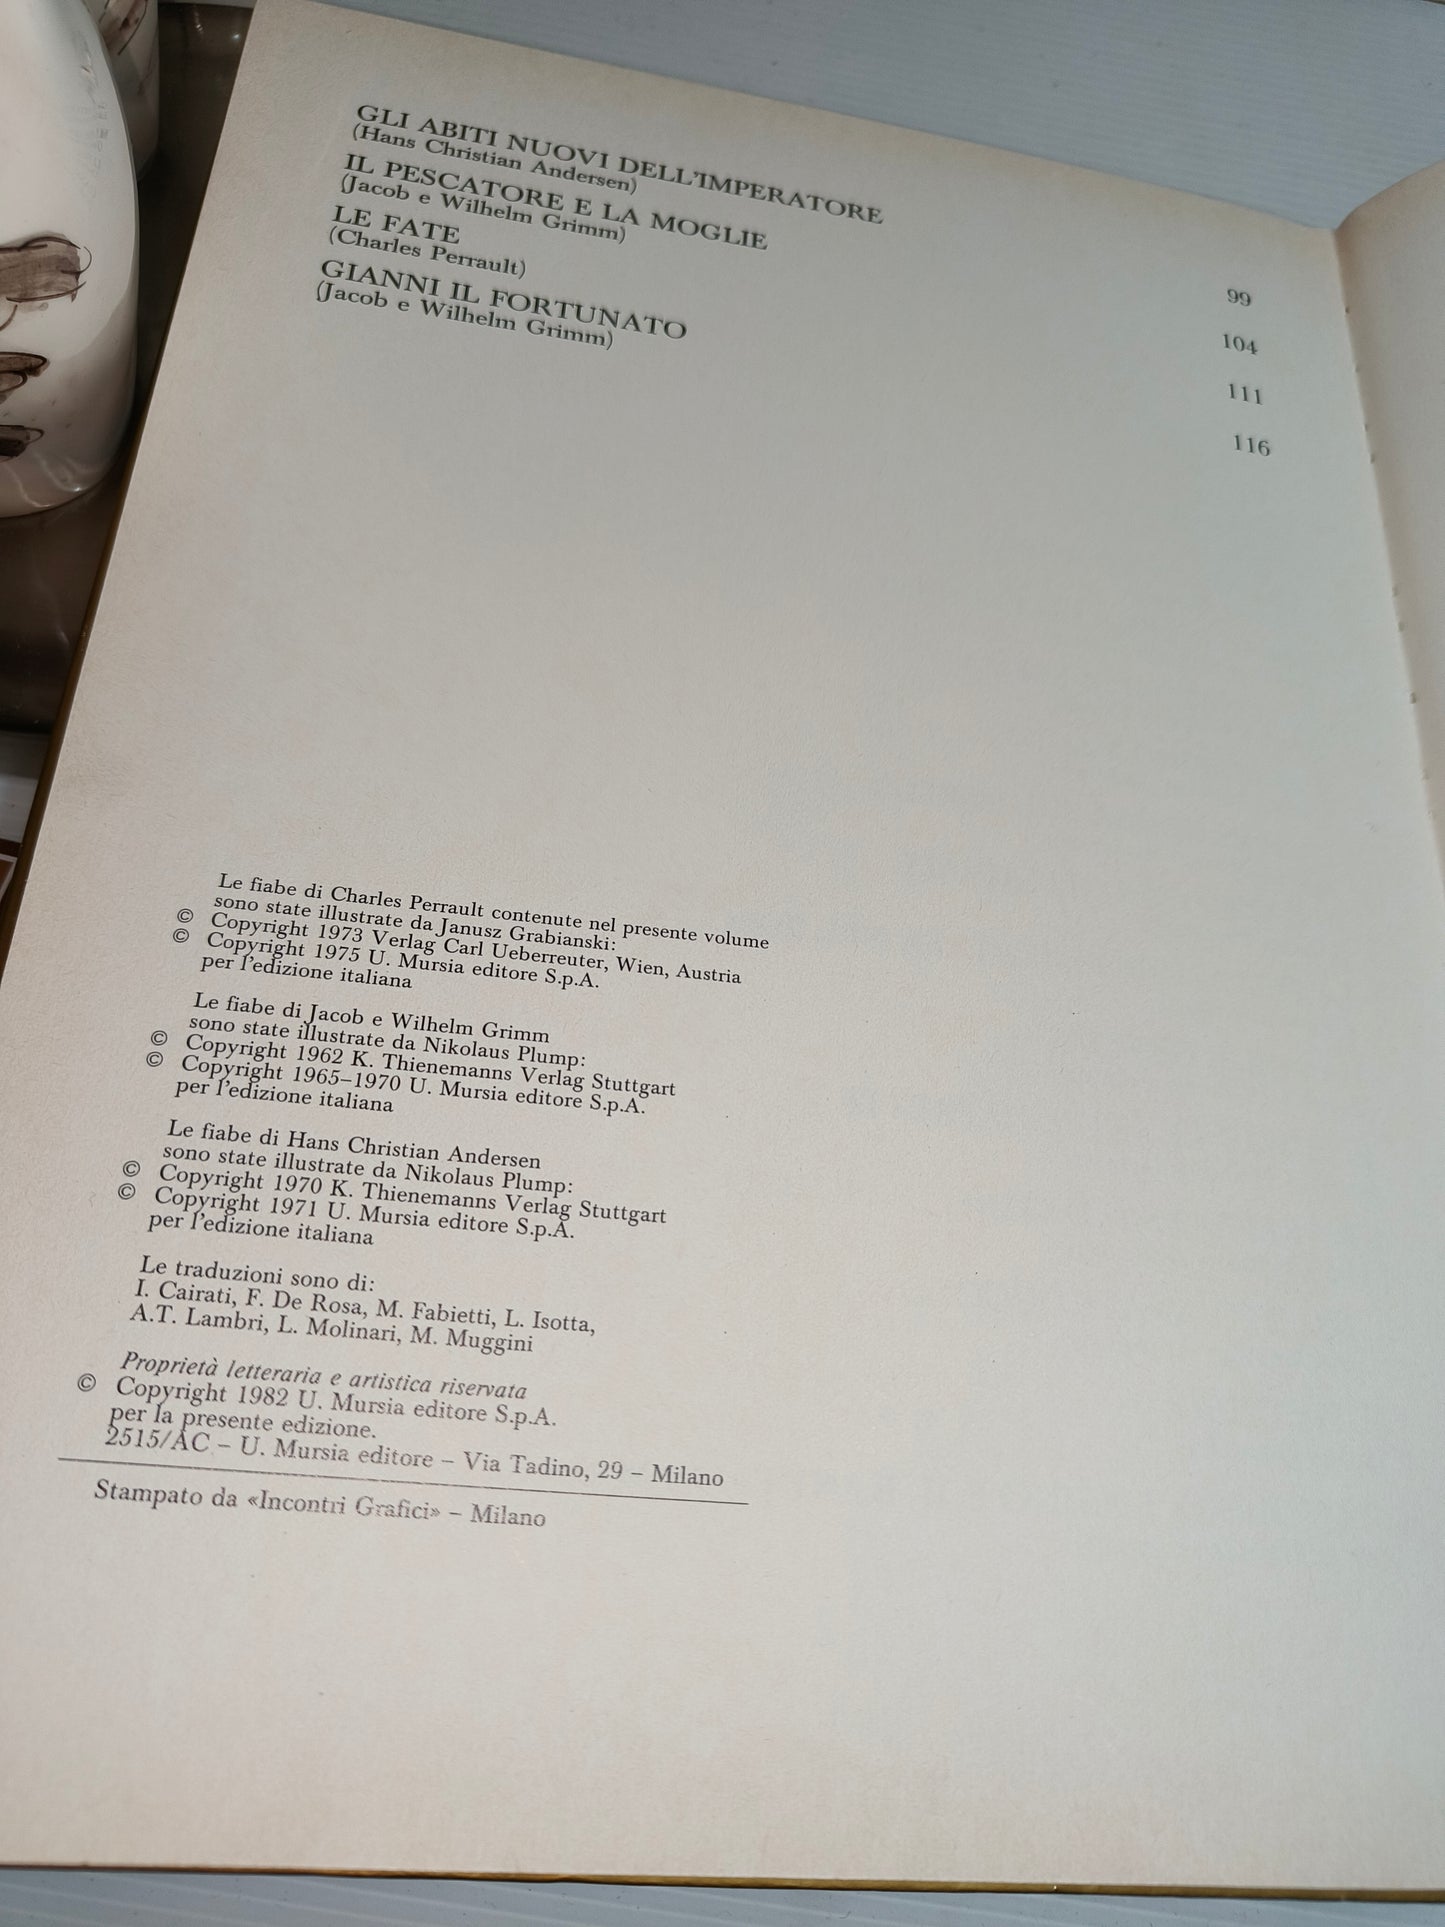 GLI ABITI NUOVI DELL'IMPERATORE 99
(Hans Christian Andersen)
IL PESCATORE E LA MOGLIE 104
(Jacob e Wilhelm Grimm)
LE FATE 111
(Charles Perrault)
GIANNI IL FORTUNATO 116
(Jacob e Wilhelm Grimm)
Le fiabe di Charles Perrault contenute nel presente volume
sono state illustrate da Janusz Grabianski:
© Copyright 1973 Verlag Carl Ueberreuter, Wien, Austria
© Copyright 1975 U. Mursia editore S.p.A.
per l'edizione italiana
Le fiabe di Jacob e Wilhelm Grimm
sono state illustrate da Nikolaus Plump:
© Copyright 1962 K. Thienemanns Verlag Stuttgart
© Copyright 1965–1970 U. Mursia editore S.p.A.
per l'edizione italiana
Le fiabe di Hans Christian Andersen
sono state illustrate da Nikolaus Plump:
© Copyright 1970 K. Thienemanns Verlag Stuttgart
© Copyright 1971 U. Mursia editore S.p.A.
per l'edizione italiana
Le traduzioni sono di:
I. Cairati, F. De Rosa, M. Fabietti, L. Isotta,
A.T. Lambri, L. Molinari, M. Muggini
Proprietà letteraria e artistica riservata
© Copyright 1982 U. Mursia editore S.p.A.
per la presente edizione.
2515/AC – U. Mursia editore – Via Tadino, 29 – Milano
Stampato da «Incontri Grafici» – Milano